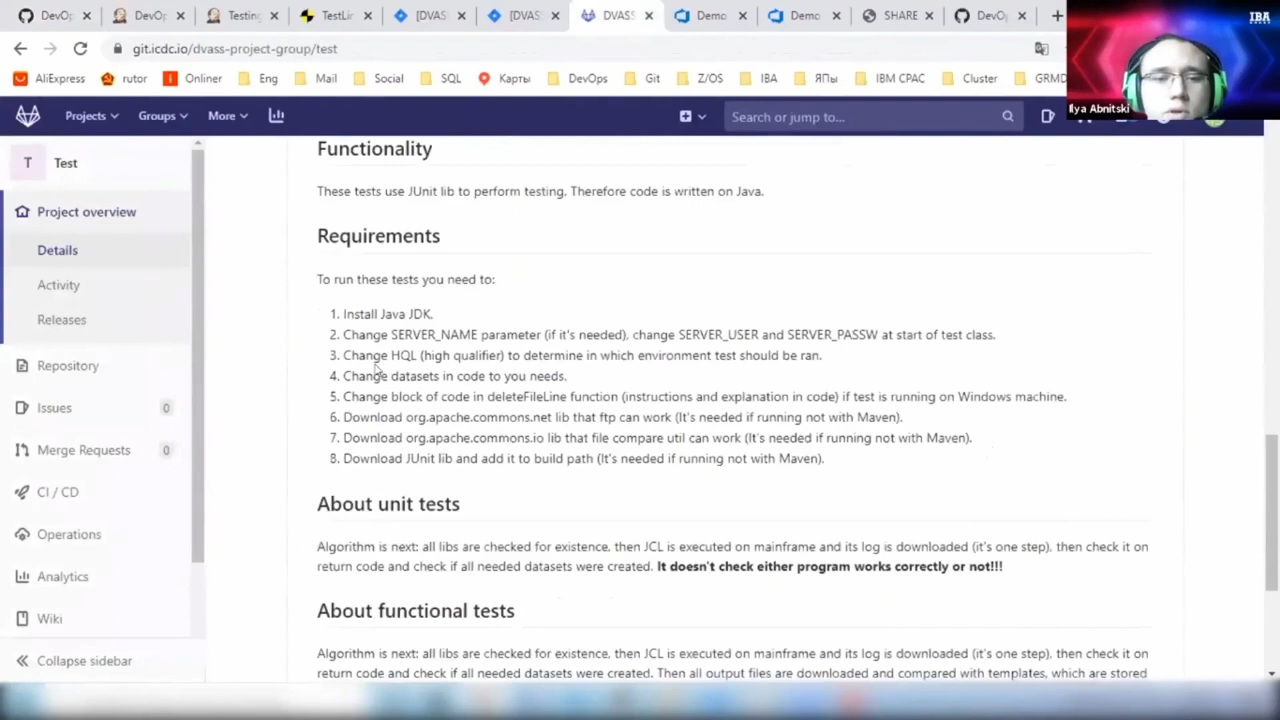 DevO
DevO
Testing
TestLin
[DVAS
[DVAS
DVASS
Demo
Demo
SHARE
DevO
git.icdc.io/dvass-project-group/test
AliExpress
rutor
Onliner
Eng
Mail
Social
SQL
Карты
DevOps
Git
Z/OS
IBA
ЯПы
IBM CPAC
Cluster
GRMD
IBA
Ilya Abnitski
Projects
Groups
More
Search or jump to...
T Test
Project overview
Details
Activity
Releases
Repository
Issues 0
Merge Requests 0
CI / CD
Operations
Analytics
Wiki
Collapse sidebar
Functionality
These tests use JUnit lib to perform testing. Therefore code is written on Java.
Requirements
To run these tests you need to:
1. Install Java JDK.
2. Change SERVER_NAME parameter (if it's needed), change SERVER_USER and SERVER_PASSW at start of test class.
3. Change HQL (high qualifier) to determine in which environment test should be ran.
4. Change datasets in code to you needs.
5. Change block of code in deleteFileLine function (instructions and explanation in code) if test is running on Windows machine.
6. Download org.apache.commons.net lib that ftp can work (It's needed if running not with Maven).
7. Download org.apache.commons.io lib that file compare util can work (It's needed if running not with Maven).
8. Download JUnit lib and add it to build path (It's needed if running not with Maven).
About unit tests
Algorithm is next: all libs are checked for existence, then JCL is executed on mainframe and its log is downloaded (it's one step), then check it on
return code and check if all needed datasets were created. It doesn't check either program works correctly or not!!!
About functional tests
Algorithm is next: all libs are checked for existence, then JCL is executed on mainframe and its log is downloaded (it's one step), then check it on
return code and check if all needed datasets were created. Then all output files are downloaded and compared with templates, which are stored